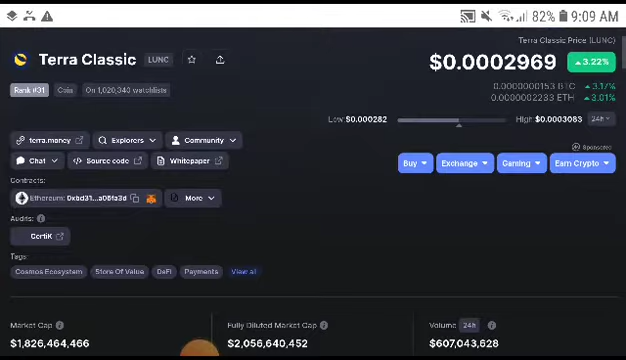 82% 9:09 AM
Terra Classic LUNC
Terra Classic Price (LUNC)
$0.0002969 3.22%
Rank #31 Coin On 1,020,343 watchlists
0.0000000153 BTC 3.17%
0.0000002233 ETH 3.01%
Low $0.000282 High $0.0003083 24h
terra.money Explorers Community
Sponsored
Chat Source code Whitepaper
Buy Exchange Gaming Earn Crypto
Contracts:
Ethereum: 0xbd31...a06fa3d More
Audits:
CertiK
Tags
Cosmos Ecosystem Store Of Value DeFi Payments View all
Market Cap Fully Diluted Market Cap Volume 24h
$1,826,464,466 $2,056,640,452 $607,043,628